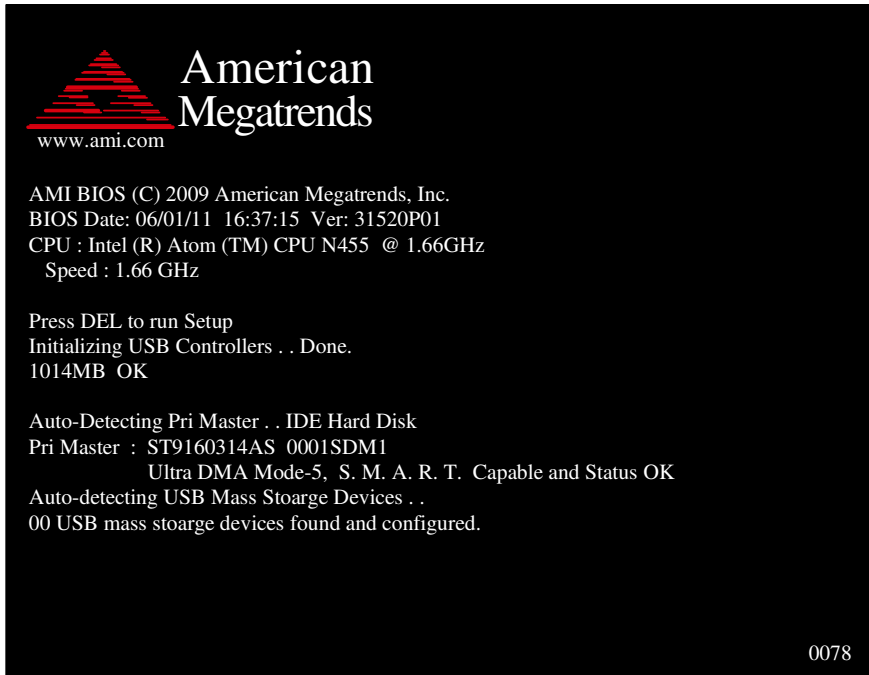 American
Megatrends
www.ami.com
AMI BIOS (C) 2009 American Megatrends, Inc.
BIOS Date: 06/01/11 16:37:15 Ver: 31520P01
CPU : Intel (R) Atom (TM) CPU N455 @ 1.66GHz
Speed : 1.66 GHz
Press DEL to run Setup
Initializing USB Controllers . . Done.
1014MB OK
Auto-Detecting Pri Master . . IDE Hard Disk
Pri Master : ST9160314AS 0001SDM1
Ultra DMA Mode-5, S. M. A. R. T. Capable and Status OK
Auto-detecting USB Mass Stoarge Devices . .
00 USB mass stoarge devices found and configured.
0078